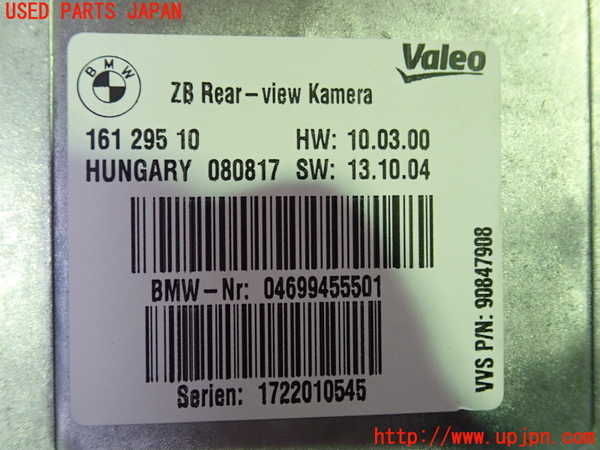 USED PARTS JAPAN
BMW
Valeo
ZB Rear-view Kamera
161 295 10 HW: 10.03.00
HUNGARY 080817 SW: 13.10.04
BMW-Nr: 04699455501
Serien: 1722010545
VVS P/N: 90847908
http://www.upjpn.com/